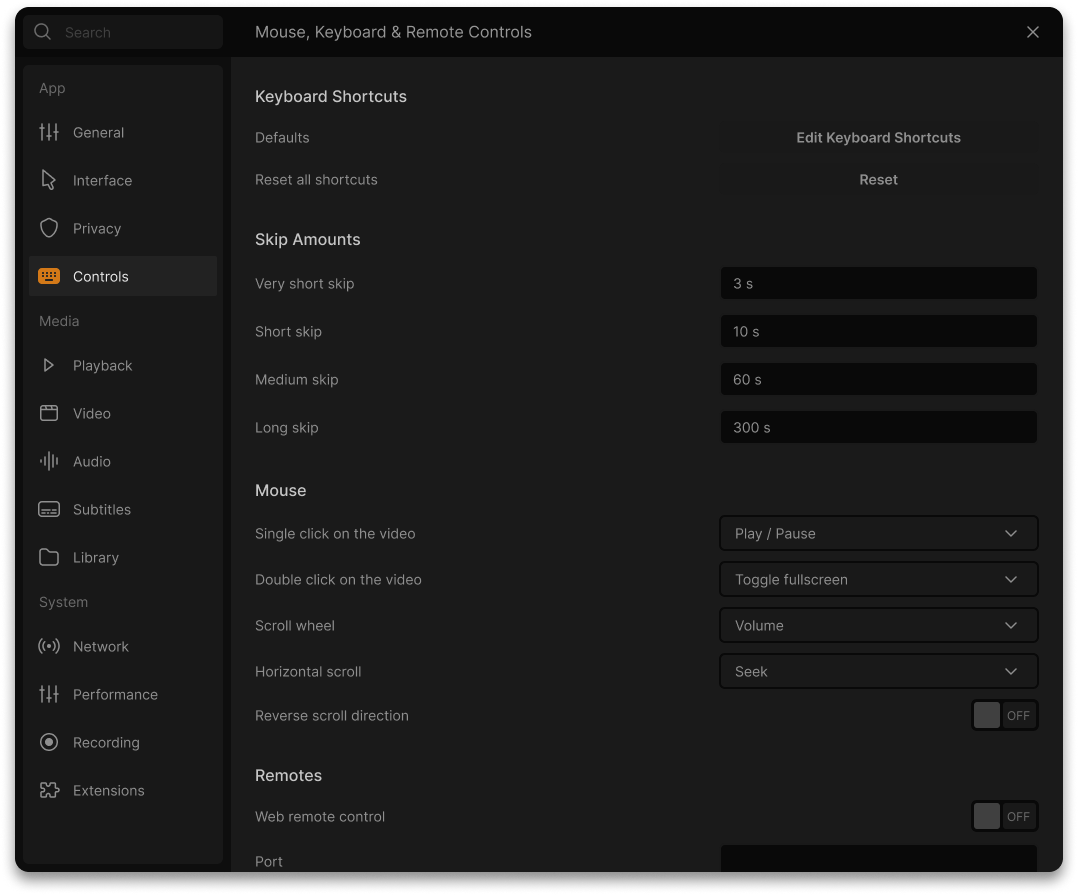 Search
Mouse, Keyboard & Remote Controls
App
General
Interface
Privacy
Controls
Media
Playback
Video
Audio
Subtitles
Library
System
Network
Performance
Recording
Extensions
Keyboard Shortcuts
Defaults
Edit Keyboard Shortcuts
Reset all shortcuts
Reset
Skip Amounts
Very short skip
3 s
Short skip
10 s
Medium skip
60 s
Long skip
300 s
Mouse
Single click on the video
Play / Pause
Double click on the video
Toggle fullscreen
Scroll wheel
Volume
Horizontal scroll
Seek
Reverse scroll direction
OFF
Remotes
Web remote control
OFF
Port